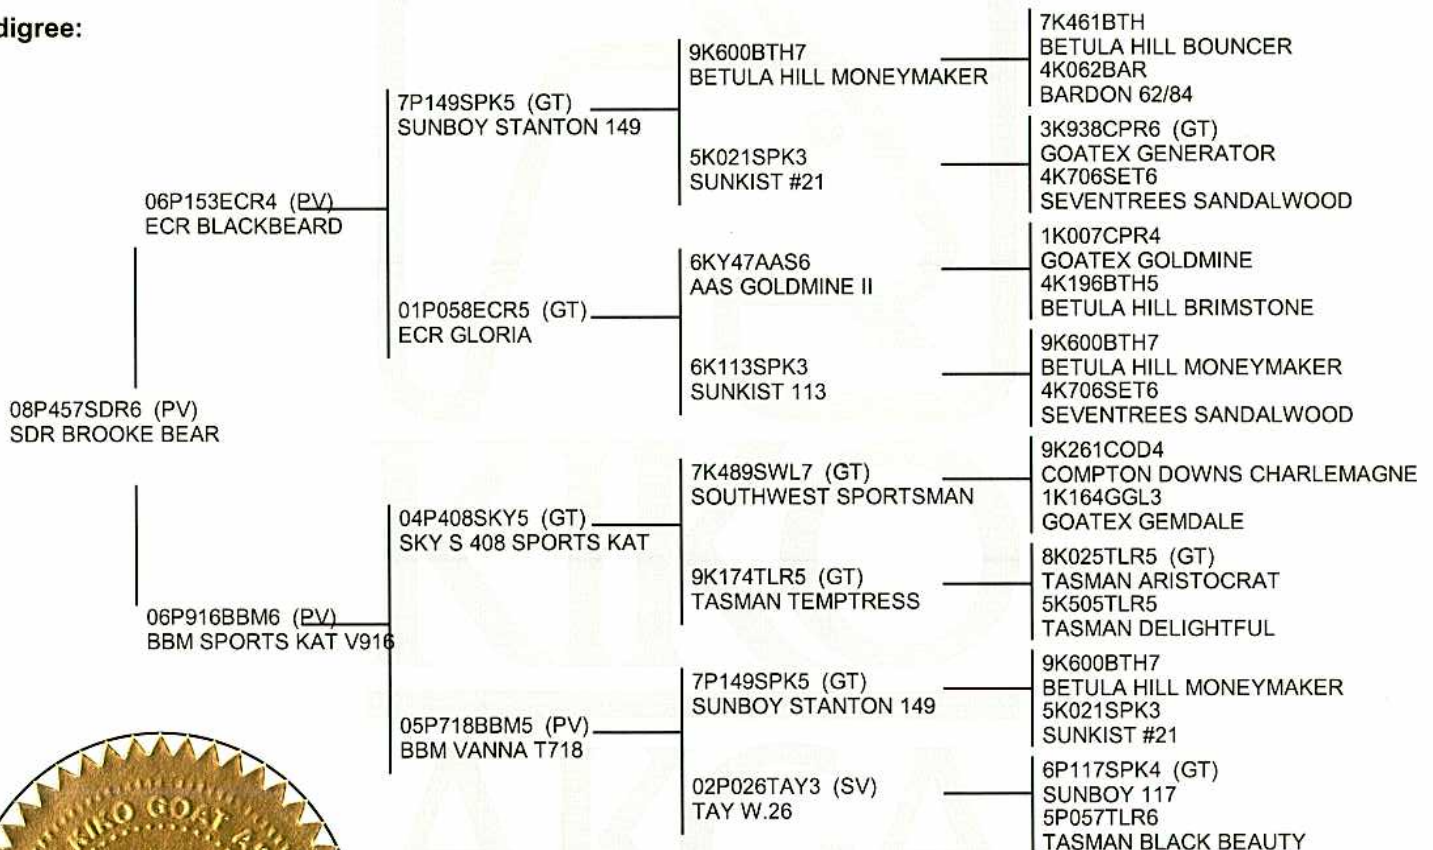 digree:
08P457SDR6 (PV)
SDR BROOKE BEAR
06P153ECR4 (PV)
ECR BLACKBEARD
06P916BBM6 (PV)
BBM SPORTS KAT V916
7P149SPK5 (GT)
SUNBOY STANTON 149
01P058ECR5 (GT)
ECR GLORIA
04P408SKY5 (GT)
SKY S 408 SPORTS KAT
05P718BBM5 (PV)
BBM VANNA T718
9K600BTH7
BETULA HILL MONEYMAKER
5K021SPK3
SUNKIST #21
6KY47AAS6
AAS GOLDMINE II
6K113SPK3
SUNKIST 113
7K489SWL7 (GT)
SOUTHWEST SPORTSMAN
9K174TLR5 (GT)
TASMAN TEMPTRESS
7P149SPK5 (GT)
SUNBOY STANTON 149
02P026TAY3 (SV)
TAY W.26
7K461BTH
BETULA HILL BOUNCER
4K062BAR
BARDON 62/84
3K938CPR6 (GT)
GOATEX GENERATOR
4K706SET6
SEVENTREES SANDALWOOD
1K007CPR4
GOATEX GOLDMINE
4K196BTH5
BETULA HILL BRIMSTONE
9K600BTH7
BETULA HILL MONEYMAKER
4K706SET6
SEVENTREES SANDALWOOD
9K261COD4
COMPTON DOWNS CHARLEMAGNE
1K164GGL3
GOATEX GEMDALE
8K025TLR5 (GT)
TASMAN ARISTOCRAT
5K505TLR5
TASMAN DELIGHTFUL
9K600BTH7
BETULA HILL MONEYMAKER
5K021SPK3
SUNKIST #21
6P117SPK4 (GT)
SUNBOY 117
5P057TLR6
TASMAN BLACK BEAUTY
KIKO GOAT